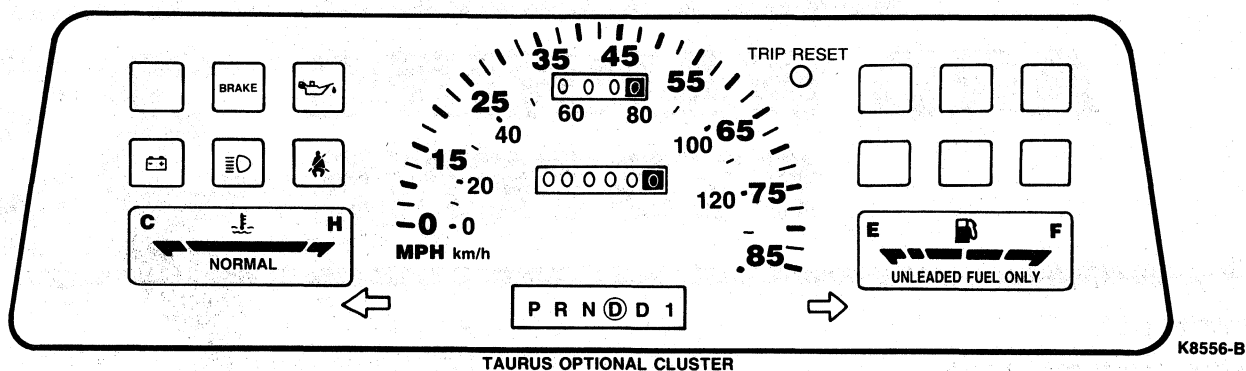 35 45
TRIP RESET
55
BRAKE
0 0 0 0
25
60 80
40
65
100
15
20
0 0 0 0 0 0
120 75
C H
0 0
E F
NORMAL
MPH km/h
85
UNLEADED FUEL ONLY
P R N D D 1
TAURUS OPTIONAL CLUSTER
K8556-B